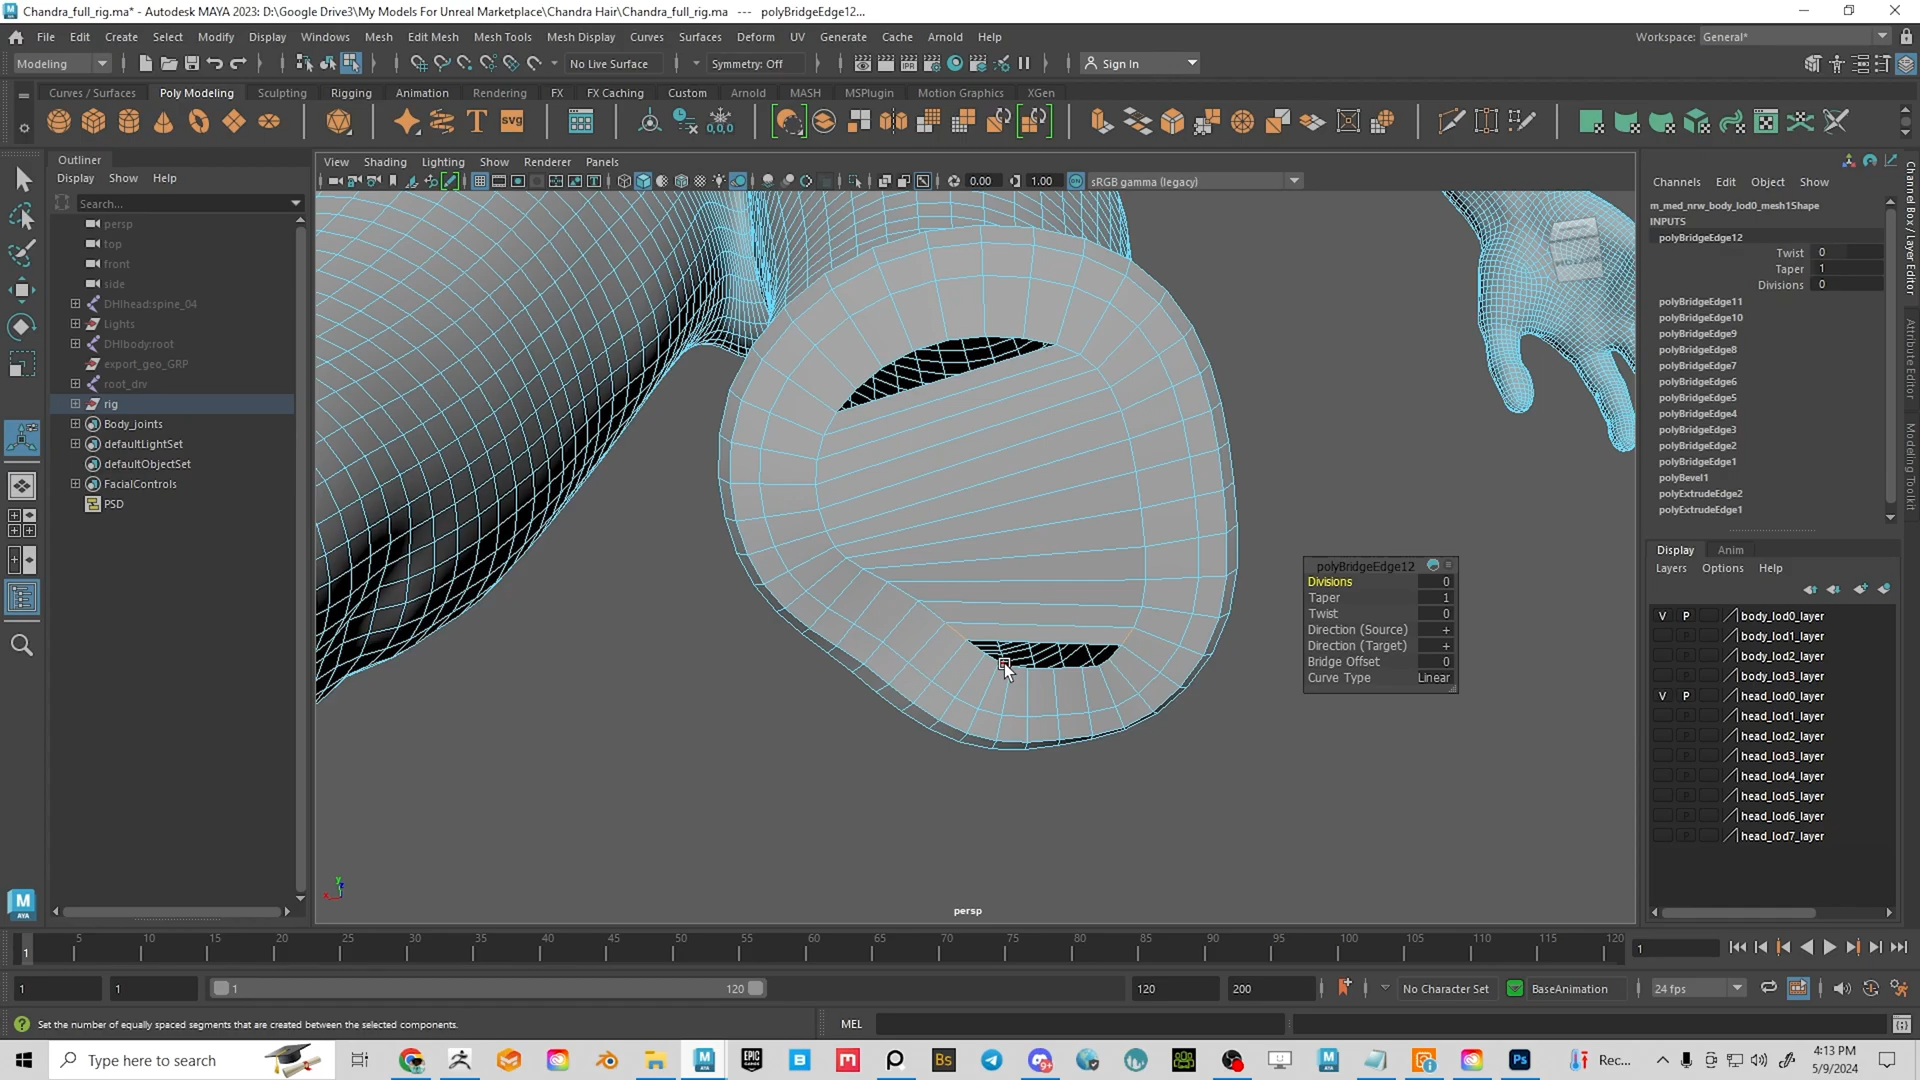 Chandra_full_rig.ma* - Autodesk MAYA 2023: D:\Google Drive3\My Models For Unreal Marketplace\Chandra Hair\Chandra_full_rig.ma --- polyBridgeEdge12...
File Edit Create Select Modify Display Windows Mesh Edit Mesh Mesh Tools Mesh Display Curves Surfaces Deform UV Generate Cache Arnold Help
Workspace: General*
Modeling
No Live Surface
Symmetry: Off
Sign In
Curves / Surfaces Poly Modeling Sculpting Rigging Animation Rendering FX FX Caching Custom Arnold MASH MSPlugin Motion Graphics XGen
Outliner
Display Show Help
Search...
persp
top
front
side
DHIhead:spine_04
Lights
DHIbody:root
export_geo_GRP
root_drv
rig
Body_joints
defaultLightSet
defaultObjectSet
FacialControls
PSD
View Shading Lighting Show Renderer Panels
0.00
1.00
sRGB gamma (legacy)
polyBridgeEdge12
Divisions 0
Taper 1
Twist 0
Direction (Source) +
Direction (Target) +
Bridge Offset 0
Curve Type Linear
persp
Channels Edit Object Show
m_med_nrw_body_lod0_mesh1Shape
INPUTS
polyBridgeEdge12
Twist 0
Taper 1
Divisions 0
polyBridgeEdge11
polyBridgeEdge10
polyBridgeEdge9
polyBridgeEdge8
polyBridgeEdge7
polyBridgeEdge6
polyBridgeEdge5
polyBridgeEdge4
polyBridgeEdge3
polyBridgeEdge2
polyBridgeEdge1
polyBevel1
polyExtrudeEdge2
polyExtrudeEdge1
Channel Box / Layer Editor
Attribute Editor
Modeling Toolkit
Display Anim
Layers Options Help
V P body_lod0_layer
body_lod1_layer
body_lod2_layer
body_lod3_layer
V P head_lod0_layer
head_lod1_layer
head_lod2_layer
head_lod3_layer
head_lod4_layer
head_lod5_layer
head_lod6_layer
head_lod7_layer
1 5 10 15 20 25 30 35 40 45 50 55 60 65 70 75 80 85 90 95 100 105 110 115 120
1
1 1 1 120 120 200
No Character Set
BaseAnimation
24 fps
Set the number of equally spaced segments that are created between the selected components.
MEL
Type here to search
Rec...
4:13 PM
5/9/2024